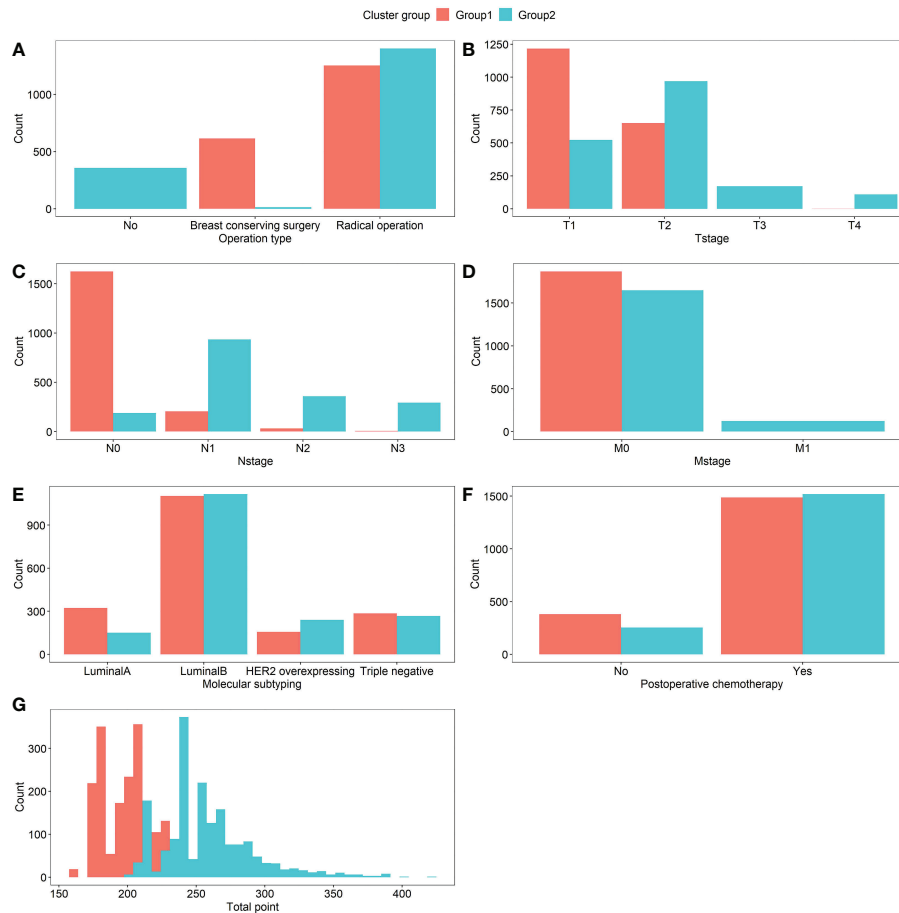 Cluster group Group1 Group2
A
Count
1000
500
0
No Breast conserving surgery Radical operation
Operation type
B
Count
1250
1000
750
500
250
0
T1 T2 T3 T4
Tstage
C
Count
1500
1000
500
0
N0 N1 N2 N3
Nstage
D
Count
1500
1000
500
0
M0 M1
Mstage
E
Count
900
600
300
0
LuminalA LuminalB HER2 overexpressing Triple negative
Molecular subtyping
F
Count
1500
1000
500
0
No Yes
Postoperative chemotherapy
G
Count
300
200
100
0
150 200 250 300 350 400
Total point